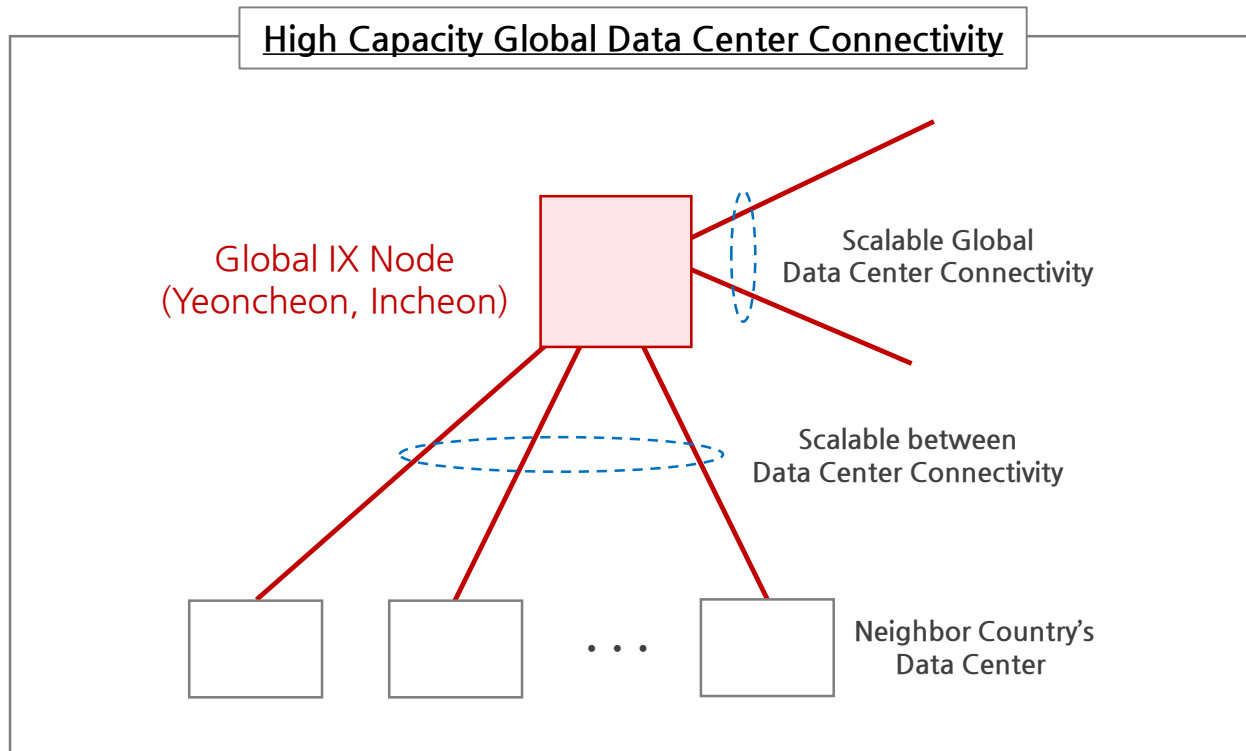 High Capacity Global Data Center Connectivity
Global IX Node
(Yeoncheon, Incheon)
Scalable Global
Data Center Connectivity
Scalable between
Data Center Connectivity
Neighbor Country’s
Data Center
• • •